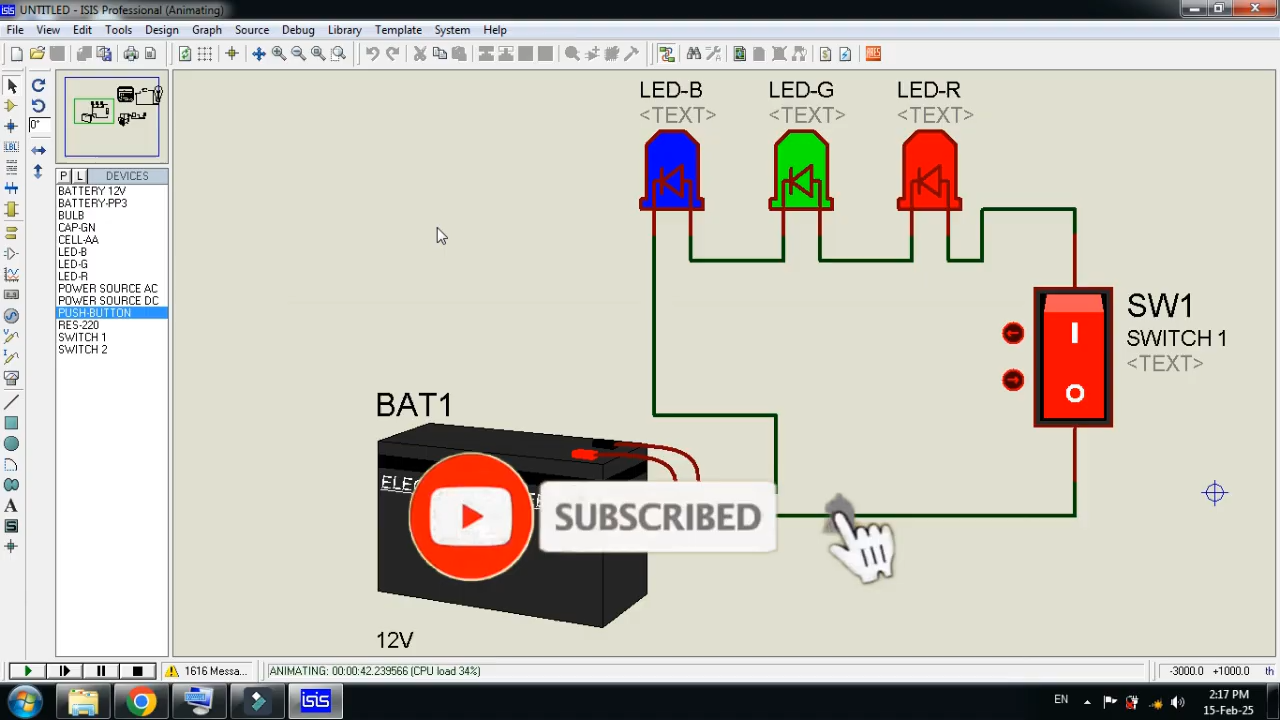 UNTITLED - ISIS Professional (Animating)
File View Edit Tools Design Graph Source Debug Library Template System Help
LED-B LED-G LED-R
<TEXT> <TEXT> <TEXT>
0°
LBL
P L DEVICES
BATTERY 12V
BATTERY-PP3
BULB
CAP-GN
CELL-AA
LED-B
LED-G
LED-R
POWER SOURCE AC
POWER SOURCE DC
PUSH-BUTTON
RES-220
SWITCH 1
SWITCH 2
SW1
SWITCH 1
<TEXT>
I
O
BAT1
ELEC
SUBSCRIBED
12V
1616 Messa...
ANIMATING: 00:00:42.239566 (CPU load 34%)
-3000.0 +1000.0 th
isis
EN
2:17 PM
15-Feb-25